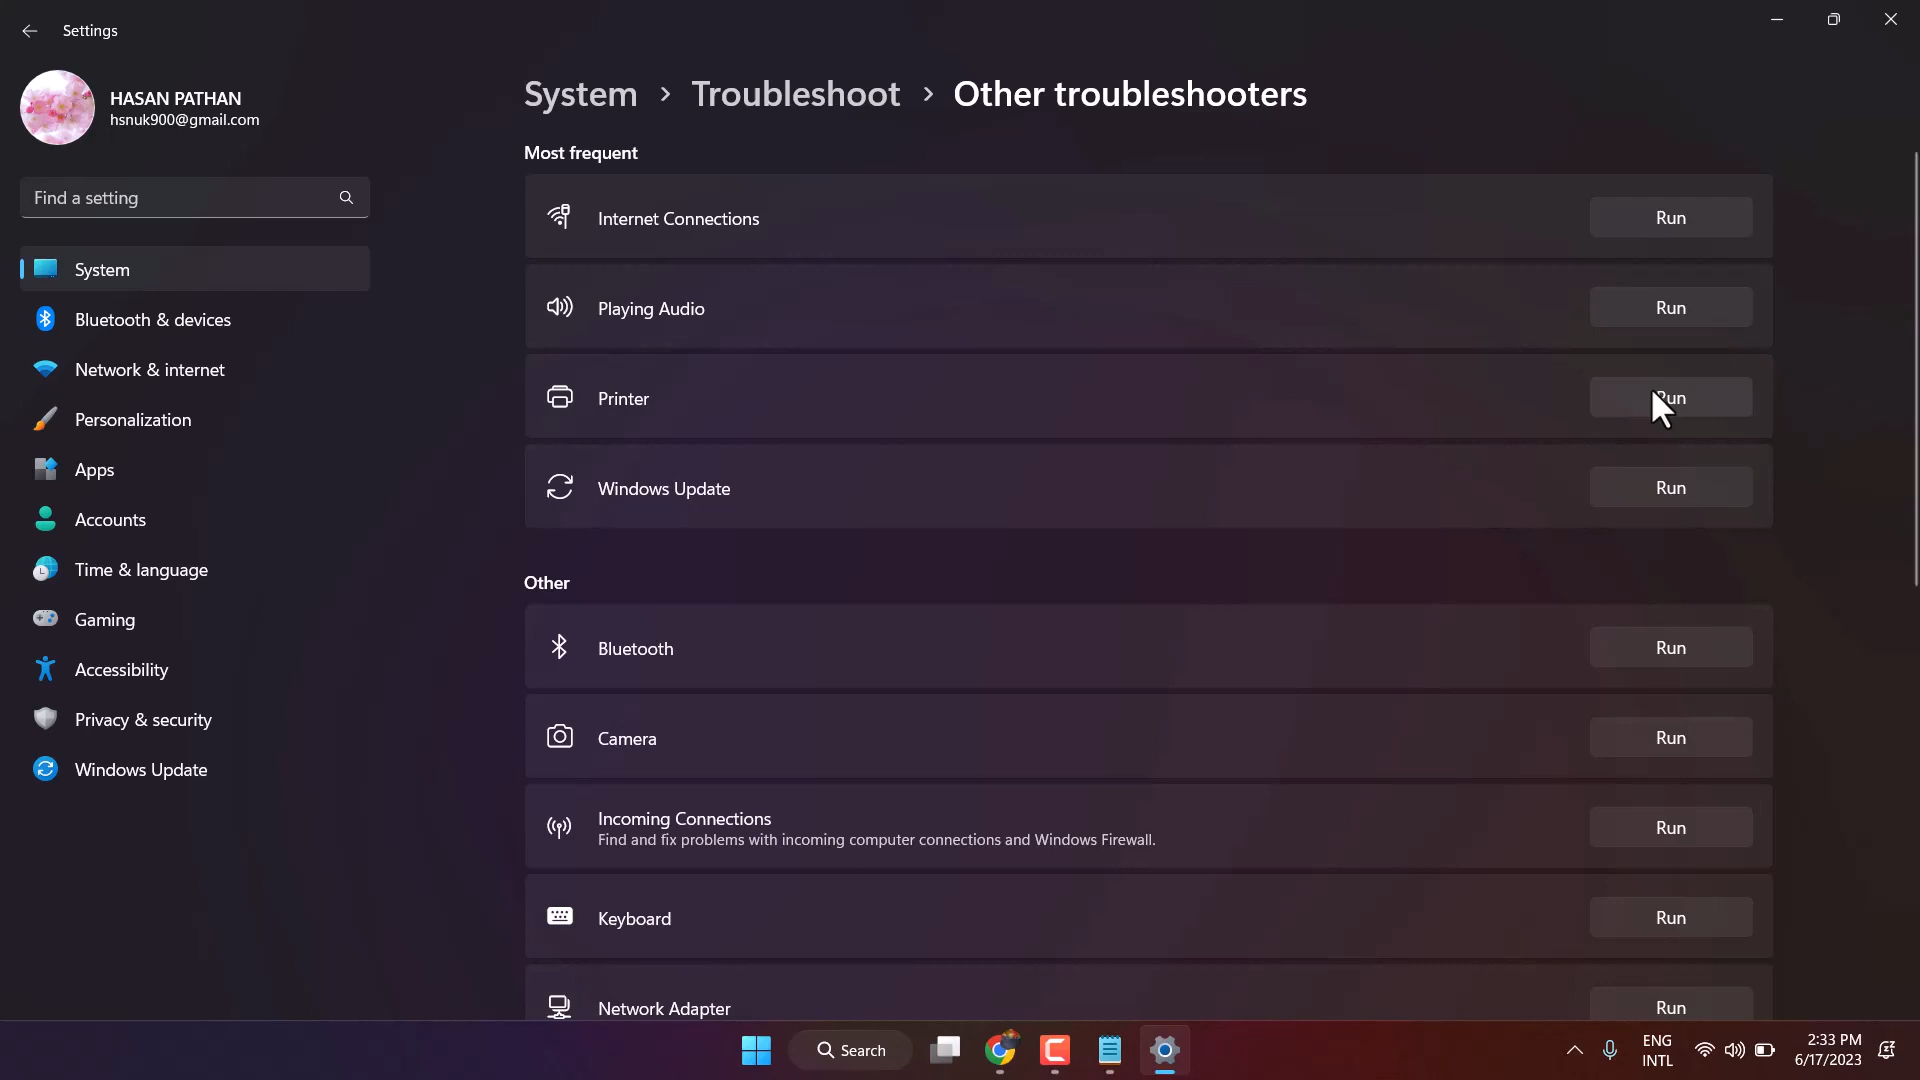 Settings
HASAN PATHAN
hsnuk900@gmail.com
Find a setting
System
Bluetooth & devices
Network & internet
Personalization
Apps
Accounts
Time & language
Gaming
Accessibility
Privacy & security
Windows Update
System > Troubleshoot > Other troubleshooters
Most frequent
Internet Connections Run
Playing Audio Run
Printer Run
Windows Update Run
Other
Bluetooth Run
Camera Run
Incoming Connections Run
Find and fix problems with incoming computer connections and Windows Firewall.
Keyboard Run
Network Adapter Run
Search
ENG
INTL
2:33 PM
6/17/2023